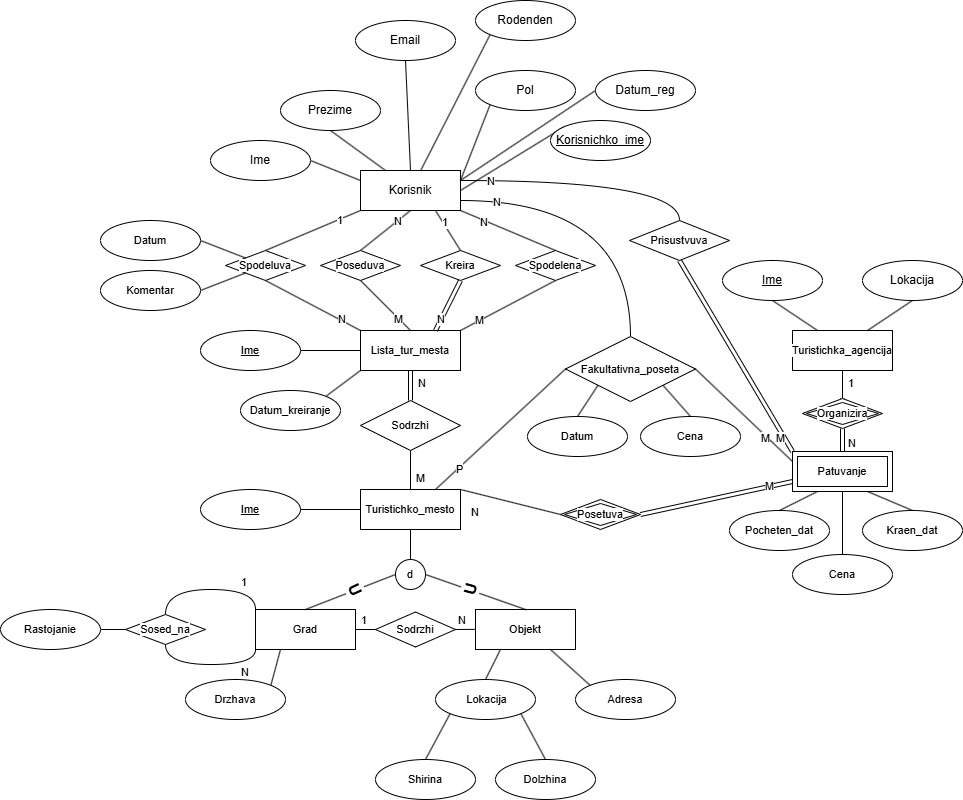 Rodenden
Email
Pol
Datum_reg
Prezime
Korisnichko_ime
Ime
Korisnik
N
N
1
N
1
N
Datum
Prisustvuva
Spodeluva
Poseduva
Kreira
Spodelena
Ime
Lokacija
Komentar
N
M
N
M
Ime
Lista_tur_mesta
Turistichka_agencija
Fakultativna_poseta
N
1
Datum_kreiranje
Organizira
Sodrzhi
Datum
Cena
M
M
N
P
Patuvanje
M
M
Ime
Turistichko_mesto
N
Posetuva
Pocheten_dat
Kraen_dat
d
Cena
1
Rastojanie
Sosed_na
Grad
1
Sodrzhi
N
Objekt
N
Drzhava
Lokacija
Adresa
Shirina
Dolzhina